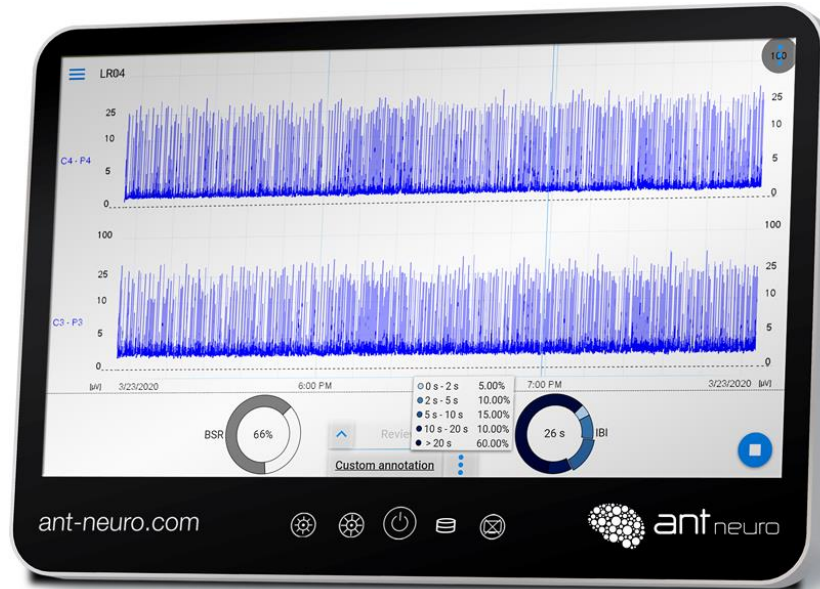 LR04
100
25
25
10
10
C4 - P4
5
5
0
0
100
100
25
25
10
10
C3 - P3
5
5
0
0
[µV] 3/23/2020 6:00 PM 7:00 PM 3/23/2020 [µV]
0 s - 2 s 5.00%
2 s - 5 s 10.00%
5 s - 10 s 15.00%
10 s - 20 s 10.00%
> 20 s 60.00%
BSR 66%
Review
26 s IBI
Custom annotation
ant-neuro.com
ant neuro